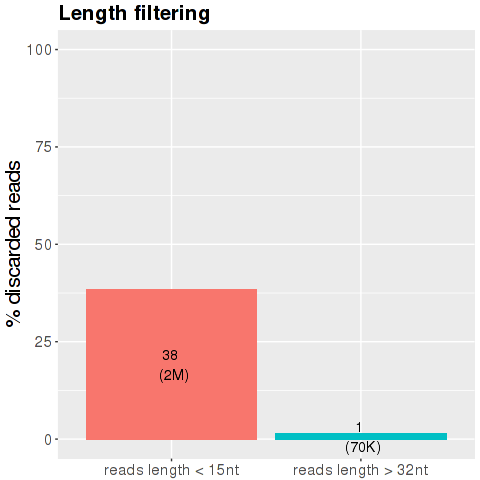 Length filtering
% discarded reads
100
75
50
25
0
38
(2M)
1
(70K)
reads length < 15nt
reads length > 32nt